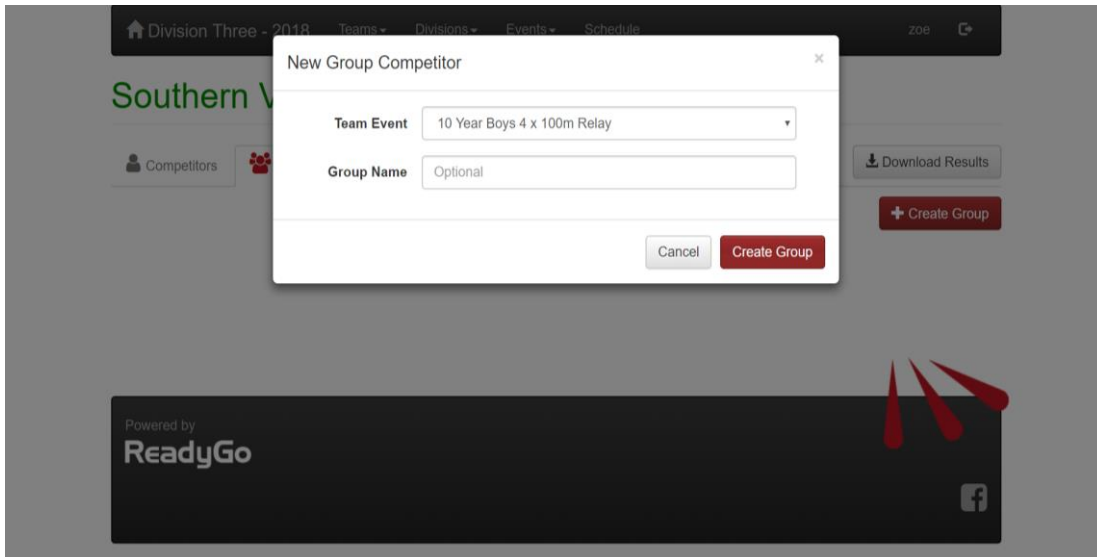 Division Three - 2018 Teams Divisions Events Schedule zoe
New Group Competitor ×
Southern V
Team Event 10 Year Boys 4 x 100m Relay
Competitors Download Results
Group Name Optional
Create Group
Cancel Create Group
Powered by
ReadyGo